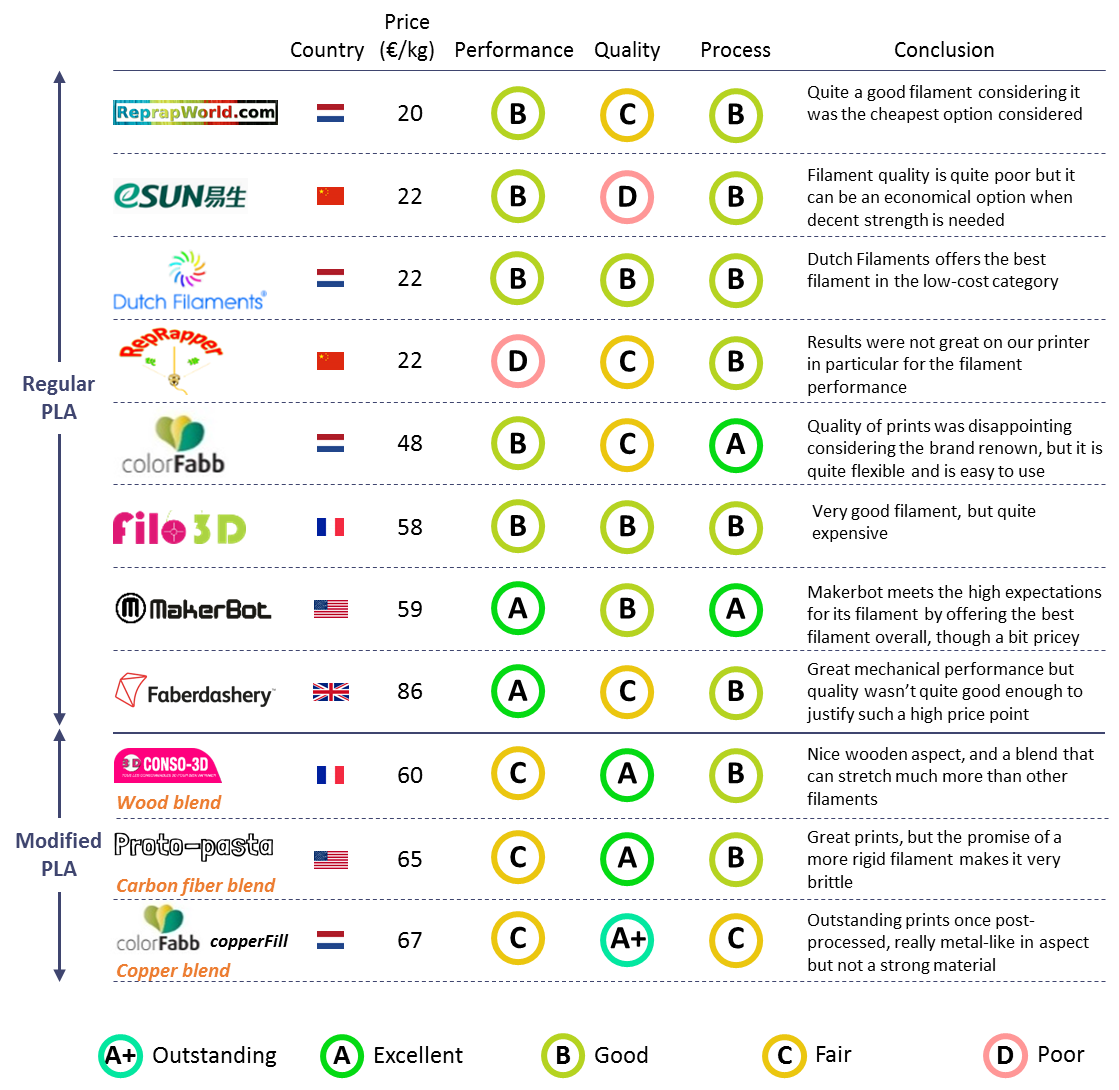 Country Price (€/kg) Performance Quality Process Conclusion
Regular PLA
RepRapWorld.com 20 B C B
Quite a good filament considering it
was the cheapest option considered
eSUN易生 22 B D B
Filament quality is quite poor but it
can be an economical option when
decent strength is needed
Dutch Filaments® 22 B B B
Dutch Filaments offers the best
filament in the low-cost category
RepRapper 22 D C B
Results were not great on our printer
in particular for the filament
performance
colorFabb 48 B C A
Quality of prints was disappointing
considering the brand renown, but it is
quite flexible and is easy to use
filo3D 58 B B B
Very good filament, but quite
expensive
MakerBot 59 A B A
Makerbot meets the high expectations
for its filament by offering the best
filament overall, though a bit pricey
Faberdashery™ 86 A C B
Great mechanical performance but
quality wasn't quite good enough to
justify such a high price point
Modified PLA
3D CONSO-3D 60 C A B
Wood blend
Nice wooden aspect, and a blend that
can stretch much more than other
filaments
Proto-pasta 65 C A B
Carbon fiber blend
Great prints, but the promise of a
more rigid filament makes it very
brittle
colorFabb copperFill 67 C A+ C
Copper blend
Outstanding prints once post-
processed, really metal-like in aspect
but not a strong material
A+ Outstanding A Excellent B Good C Fair D Poor